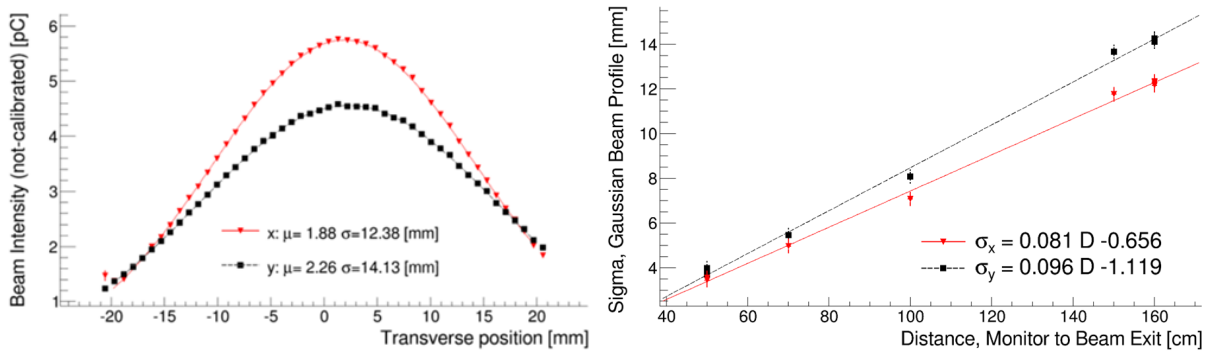 Beam Intensity (not-calibrated) [pC]
6
5
4
3
2
1
x: μ= 1.88 σ=12.38 [mm]
y: μ= 2.26 σ=14.13 [mm]
-20 -15 -10 -5 0 5 10 15 20
Transverse position [mm]
Sigma, Gaussian Beam Profile [mm]
14
12
10
8
6
4
σx = 0.081 D -0.656
σy = 0.096 D -1.119
40 60 80 100 120 140 160
Distance, Monitor to Beam Exit [cm]